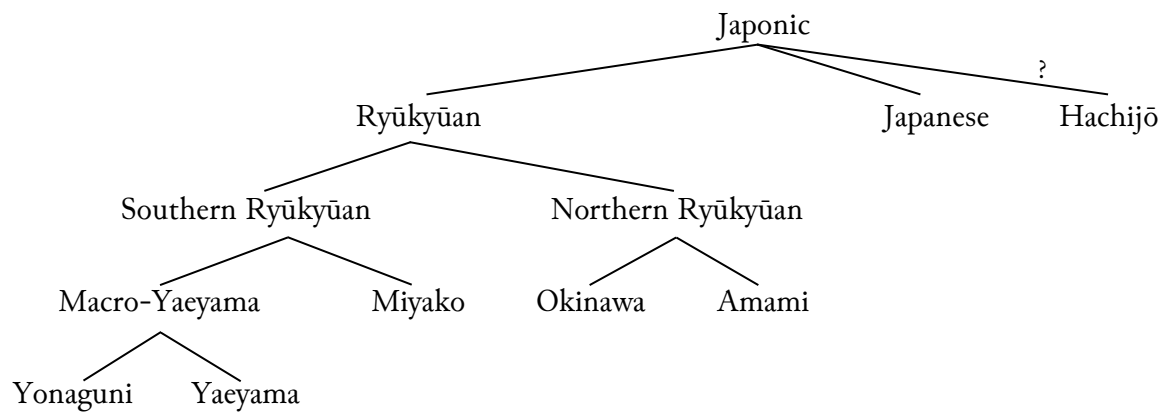 Japonic
?
Ryūkyūan Japanese Hachijō
Southern Ryūkyūan Northern Ryūkyūan
Macro-Yaeyama Miyako Okinawa Amami
Yonaguni Yaeyama